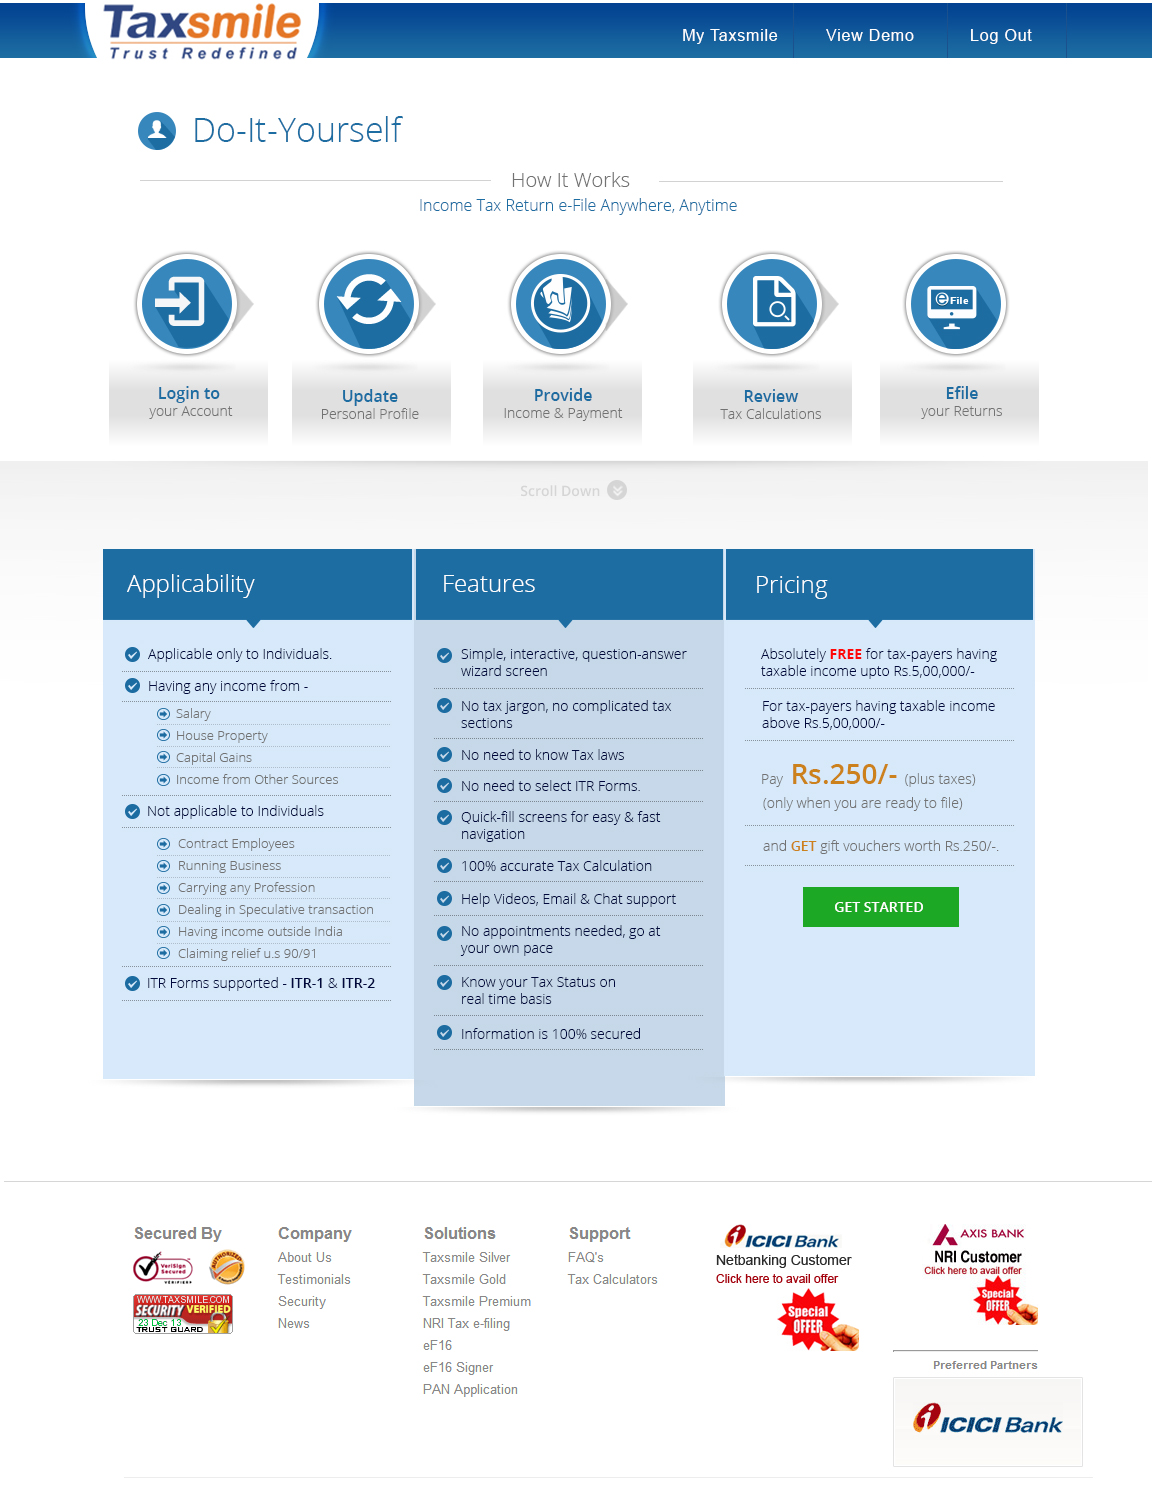 Taxsmile
Trust Redefined
My Taxsmile
View Demo
Log Out
Do-It-Yourself
How It Works
Income Tax Return e-File Anywhere, Anytime
e File
Login to
your Account
Update
Personal Profile
Provide
Income & Payment
Review
Tax Calculations
Efile
your Returns
Scroll Down
Applicability
Applicable only to Individuals.
Having any income from -
Salary
House Property
Capital Gains
Income from Other Sources
Not applicable to Individuals
Contract Employees
Running Business
Carrying any Profession
Dealing in Speculative transaction
Having income outside India
Claiming relief u.s 90/91
ITR Forms supported - ITR-1 & ITR-2
Features
Simple, interactive, question-answer
wizard screen
No tax jargon, no complicated tax
sections
No need to know Tax laws
No need to select ITR Forms.
Quick-fill screens for easy & fast
navigation
100% accurate Tax Calculation
Help Videos, Email & Chat support
No appointments needed, go at
your own pace
Know your Tax Status on
real time basis
Information is 100% secured
Pricing
Absolutely FREE for tax-payers having
taxable income upto Rs.5,00,000/-
For tax-payers having taxable income
above Rs.5,00,000/-
Pay Rs.250/- (plus taxes)
(only when you are ready to file)
and GET gift vouchers worth Rs.250/-.
GET STARTED
Secured By
VeriSign
Secured
AUTHORIZED
WWW.TAXSMILE.COM
SECURITY VERIFIED
23 Dec 13
TRUST GUARD
Company
About Us
Testimonials
Security
News
Solutions
Taxsmile Silver
Taxsmile Gold
Taxsmile Premium
NRI Tax e-filing
eF16
eF16 Signer
PAN Application
Support
FAQ's
Tax Calculators
ICICI Bank
Netbanking Customer
Click here to avail offer
Special
OFFER
AXIS BANK
NRI Customer
Click here to avail offer
Special
OFFER
Preferred Partners
ICICI Bank